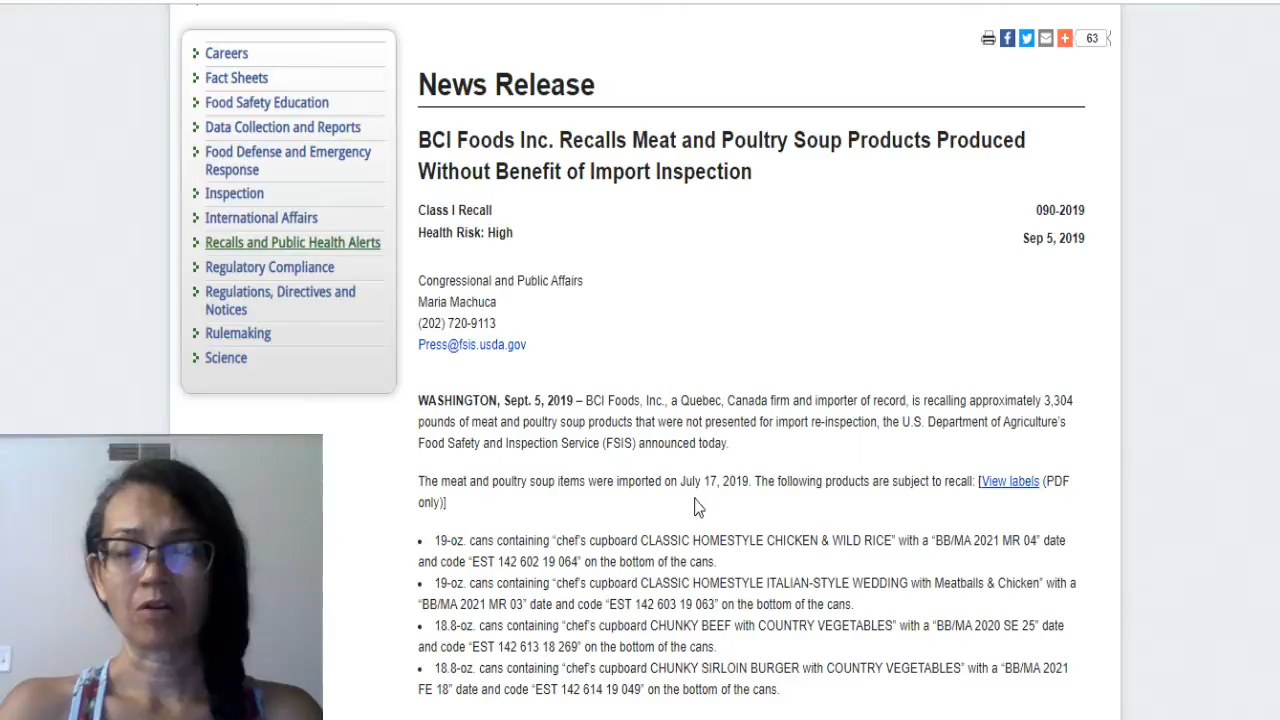 Careers
Fact Sheets
Food Safety Education
Data Collection and Reports
Food Defense and Emergency
Response
Inspection
International Affairs
Recalls and Public Health Alerts
Regulatory Compliance
Regulations, Directives and
Notices
Rulemaking
Science
63
News Release
BCI Foods Inc. Recalls Meat and Poultry Soup Products Produced
Without Benefit of Import Inspection
Class I Recall 090-2019
Health Risk: High Sep 5, 2019
Congressional and Public Affairs
Maria Machuca
(202) 720-9113
Press@fsis.usda.gov
WASHINGTON, Sept. 5, 2019 – BCI Foods, Inc., a Quebec, Canada firm and importer of record, is recalling approximately 3,304
pounds of meat and poultry soup products that were not presented for import re-inspection, the U.S. Department of Agriculture's
Food Safety and Inspection Service (FSIS) announced today.
The meat and poultry soup items were imported on July 17, 2019. The following products are subject to recall: [View labels (PDF
only)]
• 19-oz. cans containing “chef's cupboard CLASSIC HOMESTYLE CHICKEN & WILD RICE” with a “BB/MA 2021 MR 04” date
and code “EST 142 602 19 064” on the bottom of the cans.
• 19-oz. cans containing “chef's cupboard CLASSIC HOMESTYLE ITALIAN-STYLE WEDDING with Meatballs & Chicken” with a
“BB/MA 2021 MR 03” date and code “EST 142 603 19 063” on the bottom of the cans.
• 18.8-oz. cans containing “chef's cupboard CHUNKY BEEF with COUNTRY VEGETABLES” with a “BB/MA 2020 SE 25” date
and code “EST 142 613 18 269” on the bottom of the cans.
• 18.8-oz. cans containing “chef's cupboard CHUNKY SIRLOIN BURGER with COUNTRY VEGETABLES” with a “BB/MA 2021
FE 18” date and code “EST 142 614 19 049” on the bottom of the cans.